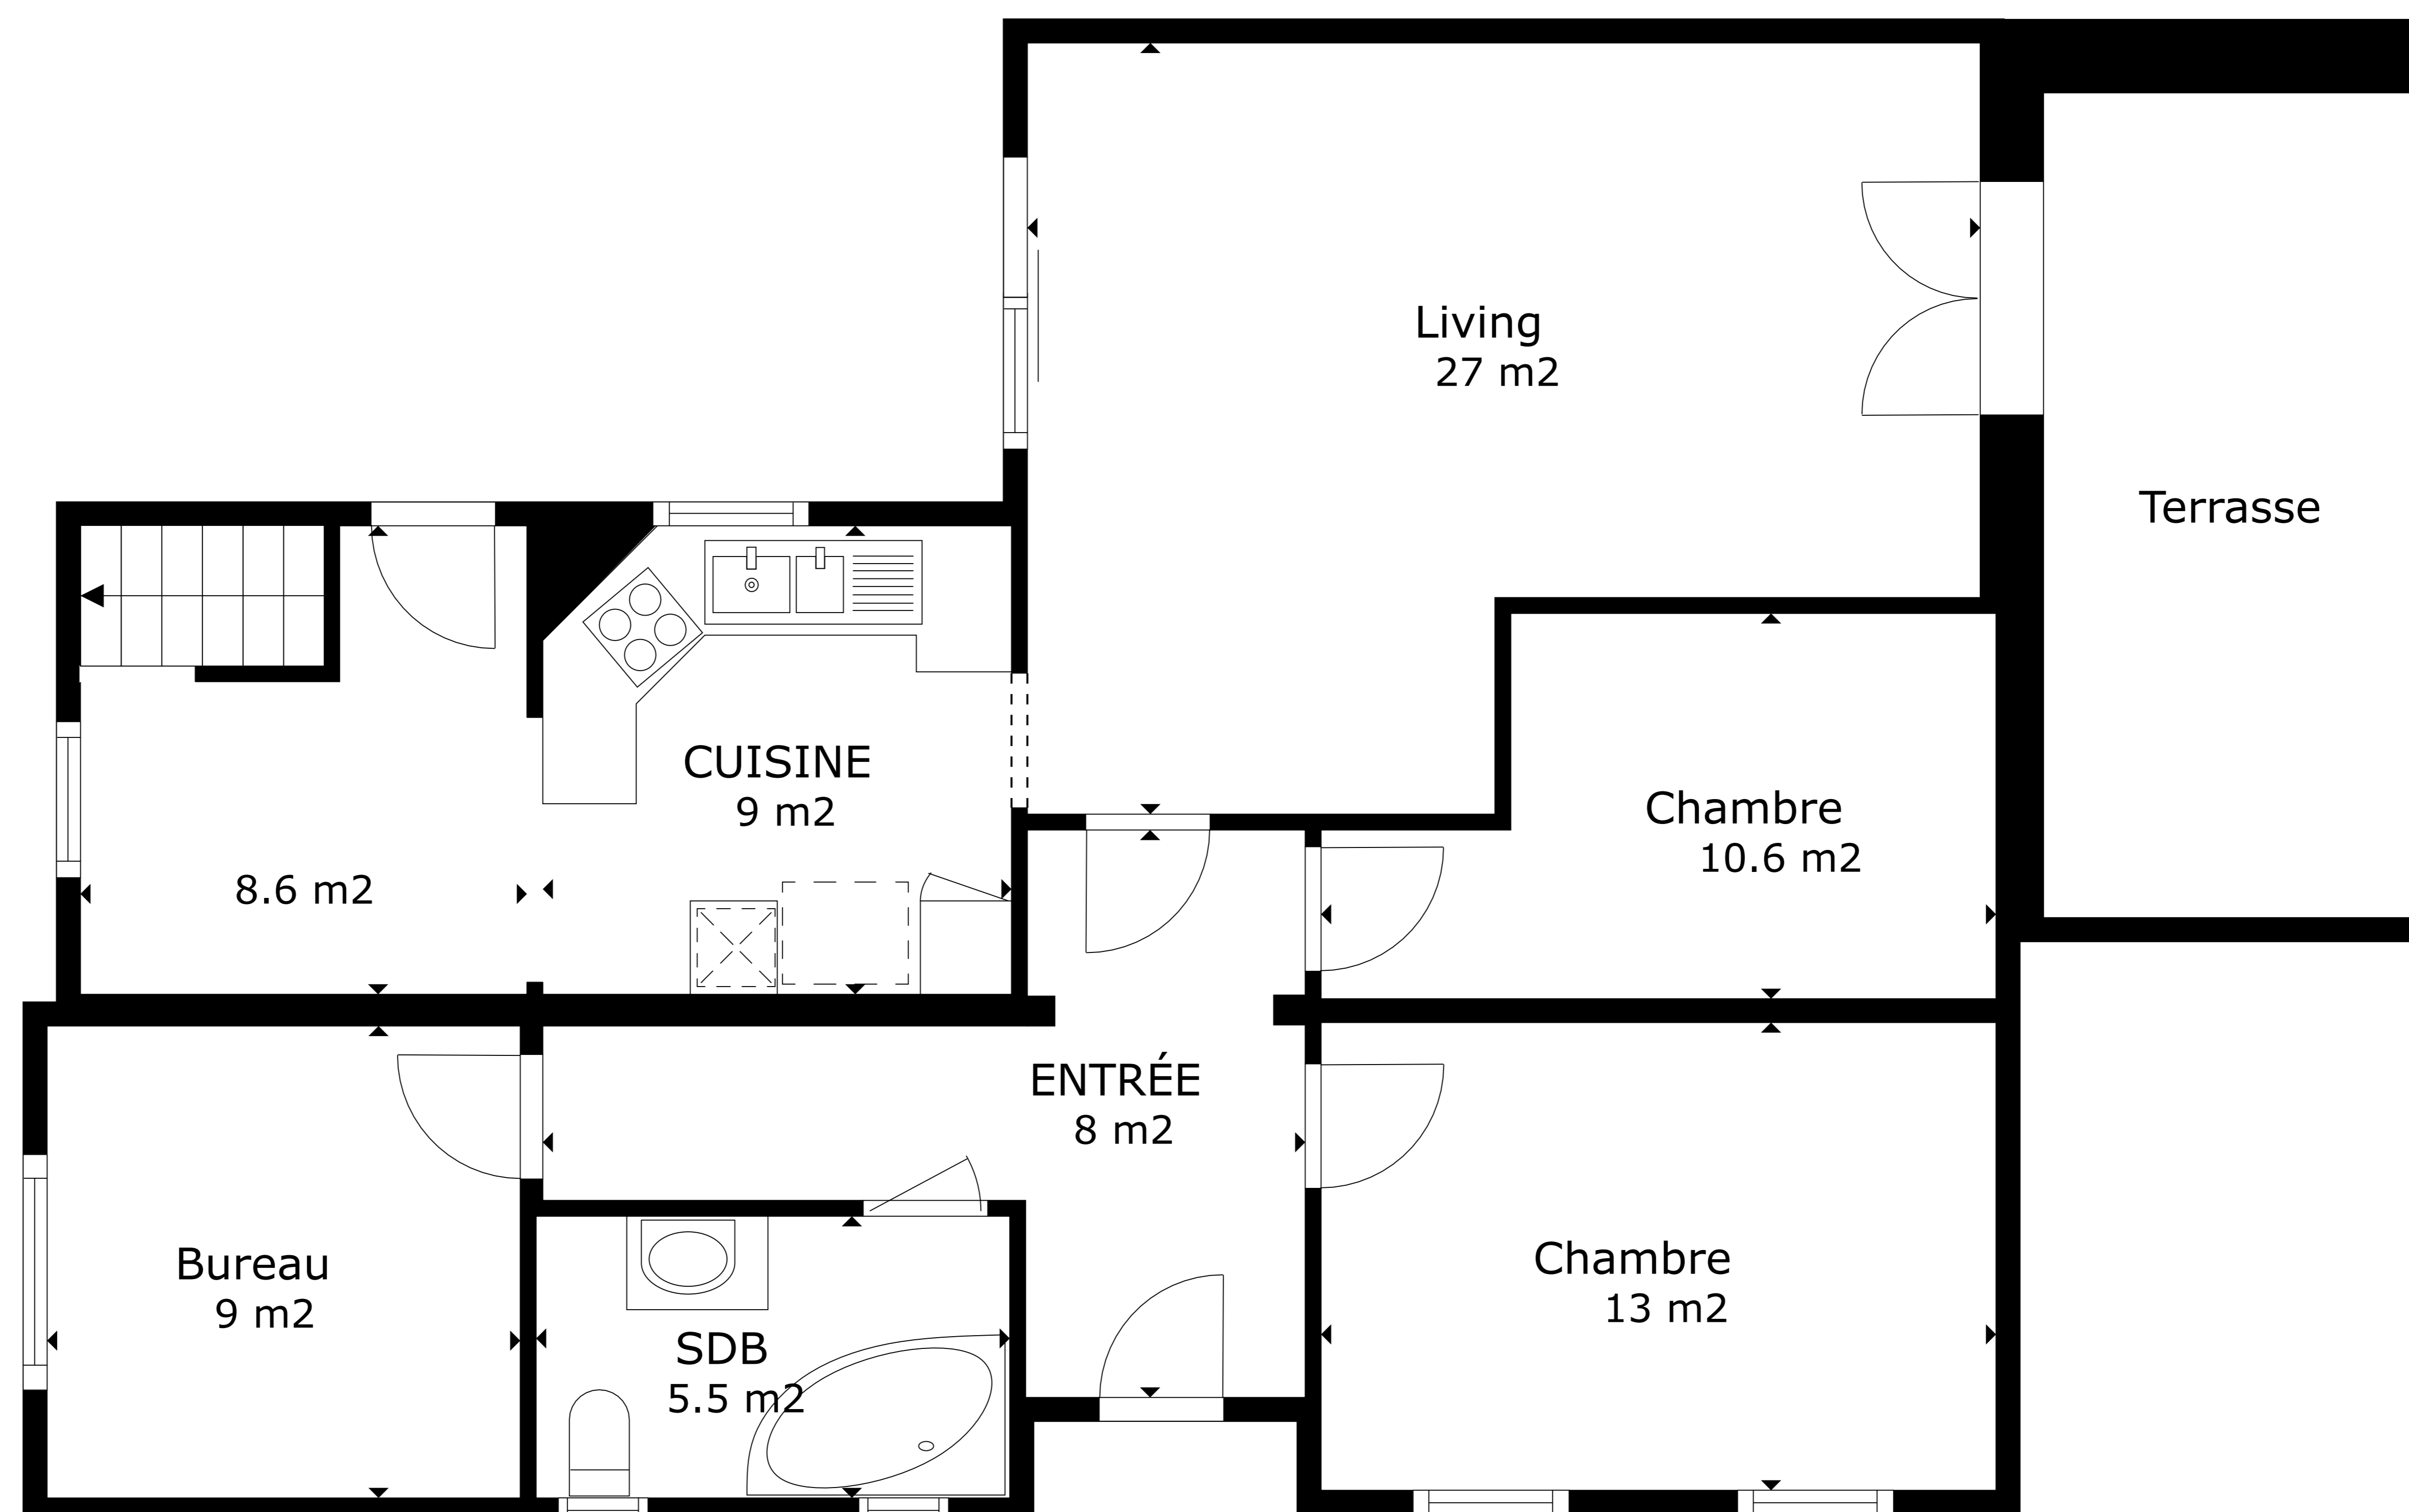 Living
27 m2
Terrasse
CUISINE
9 m2
Chambre
10.6 m2
8.6 m2
ENTRÉE
8 m2
Bureau
9 m2
Chambre
13 m2
SDB
5.5 m2